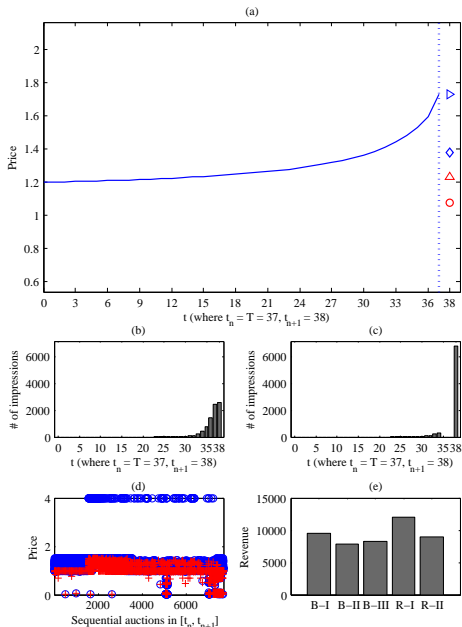 (a)
2
1.8
1.6
1.4
1.2
1
0.8
0.6
Price
0 3 6 9 12 15 18 21 24 27 30 33 36 38
t (where t_n = T = 37, t_{n+1} = 38)
(b)
6000
4000
2000
0
# of impressions
0 5 10 15 20 25 30 35 38
t (where t_n = T = 37, t_{n+1} = 38)
(c)
6000
4000
2000
0
# of impressions
0 5 10 15 20 25 30 35 38
t (where t_n = T = 37, t_{n+1} = 38)
(d)
4
2
0
Price
2000 4000 6000
Sequential auctions in [t_n, t_{n+1}]
(e)
15000
10000
5000
0
Revenue
B−I B−II B−III R−I R−II